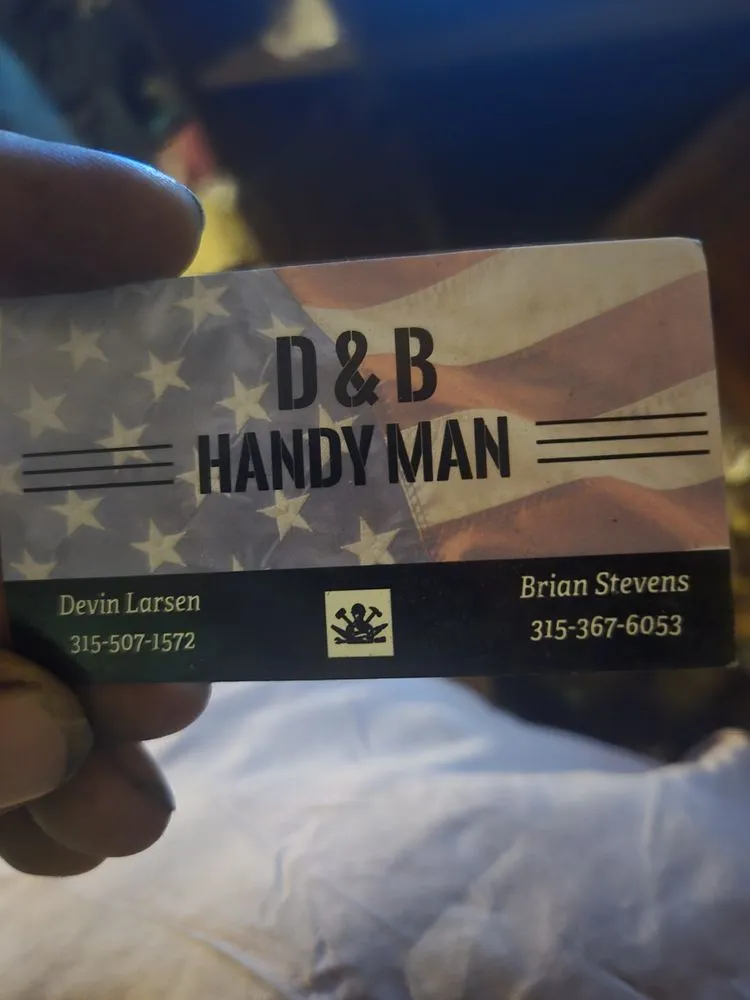 D & B
HANDY MAN
Devin Larsen
315-507-1572
Brian Stevens
315-367-6053